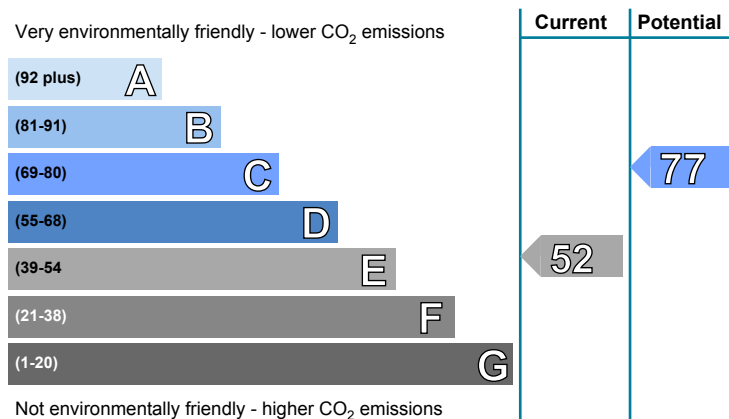 Current Potential
Very environmentally friendly - lower CO₂ emissions
(92 plus) A
(81-91) B
(69-80) C
77
(55-68) D
(39-54 E
52
(21-38) F
(1-20) G
Not environmentally friendly - higher CO₂ emissions